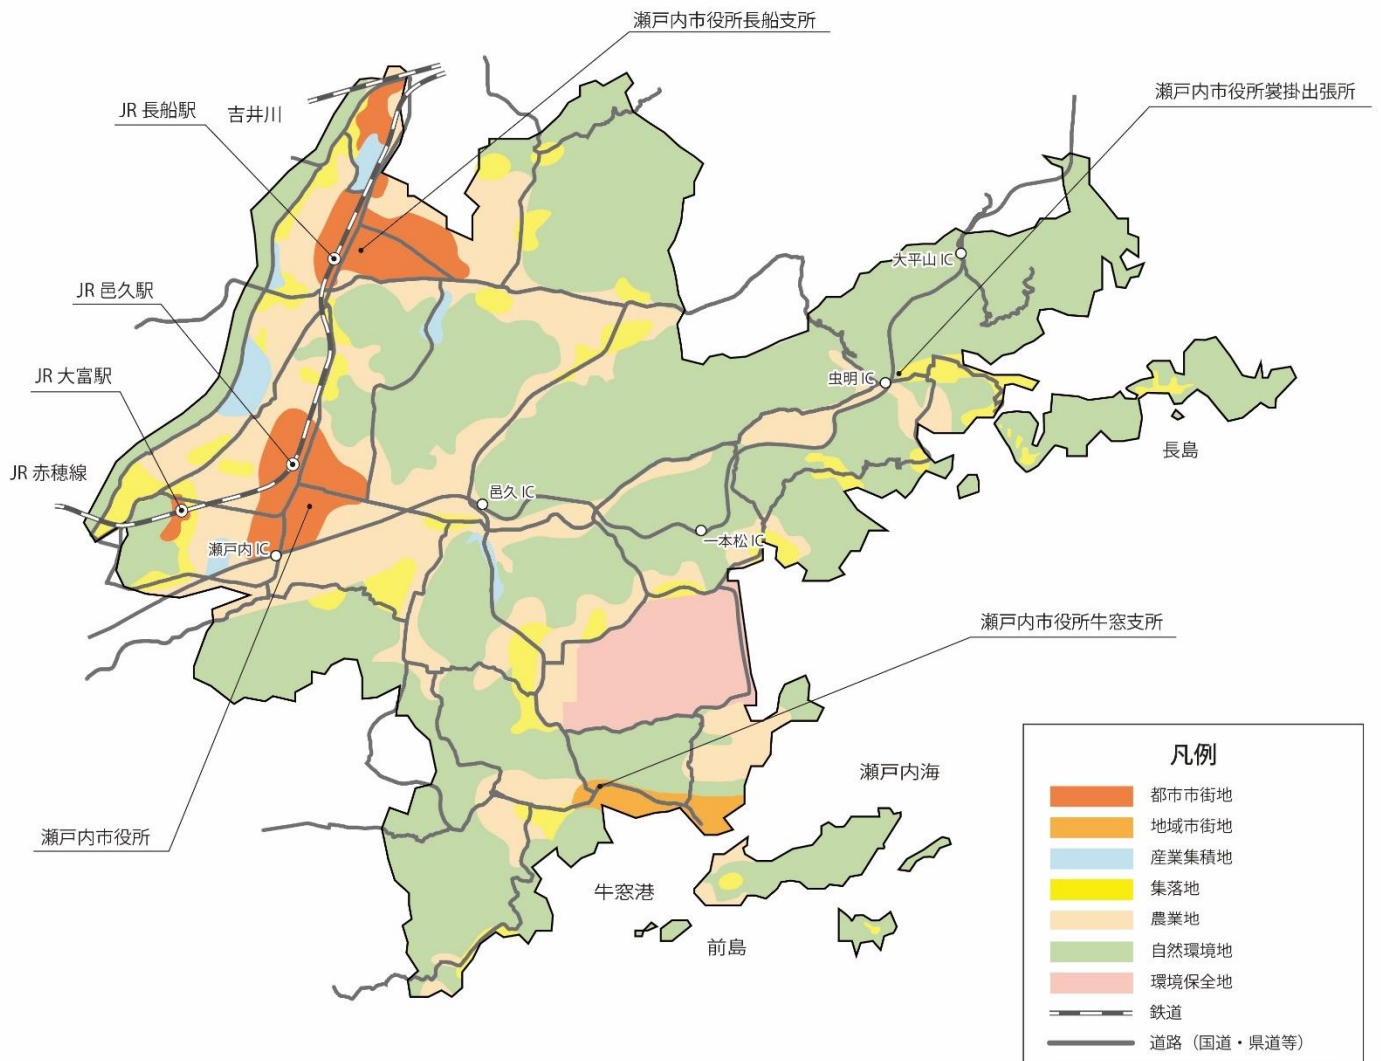 瀬戸内市役所長船支所
瀬戸内市役所裳掛出張所
JR 長船駅
吉井川
大平山 IC
JR 邑久駅
JR 大富駅
虫明 IC
長島
JR 赤穂線
邑久 IC
一本松 IC
瀬戸内 IC
瀬戸内市役所牛窓支所
瀬戸内海
瀬戸内市役所
牛窓港
前島
凡例
都市市街地
地域市街地
産業集積地
集落地
農業地
自然環境地
環境保全地
鉄道
道路（国道・県道等）